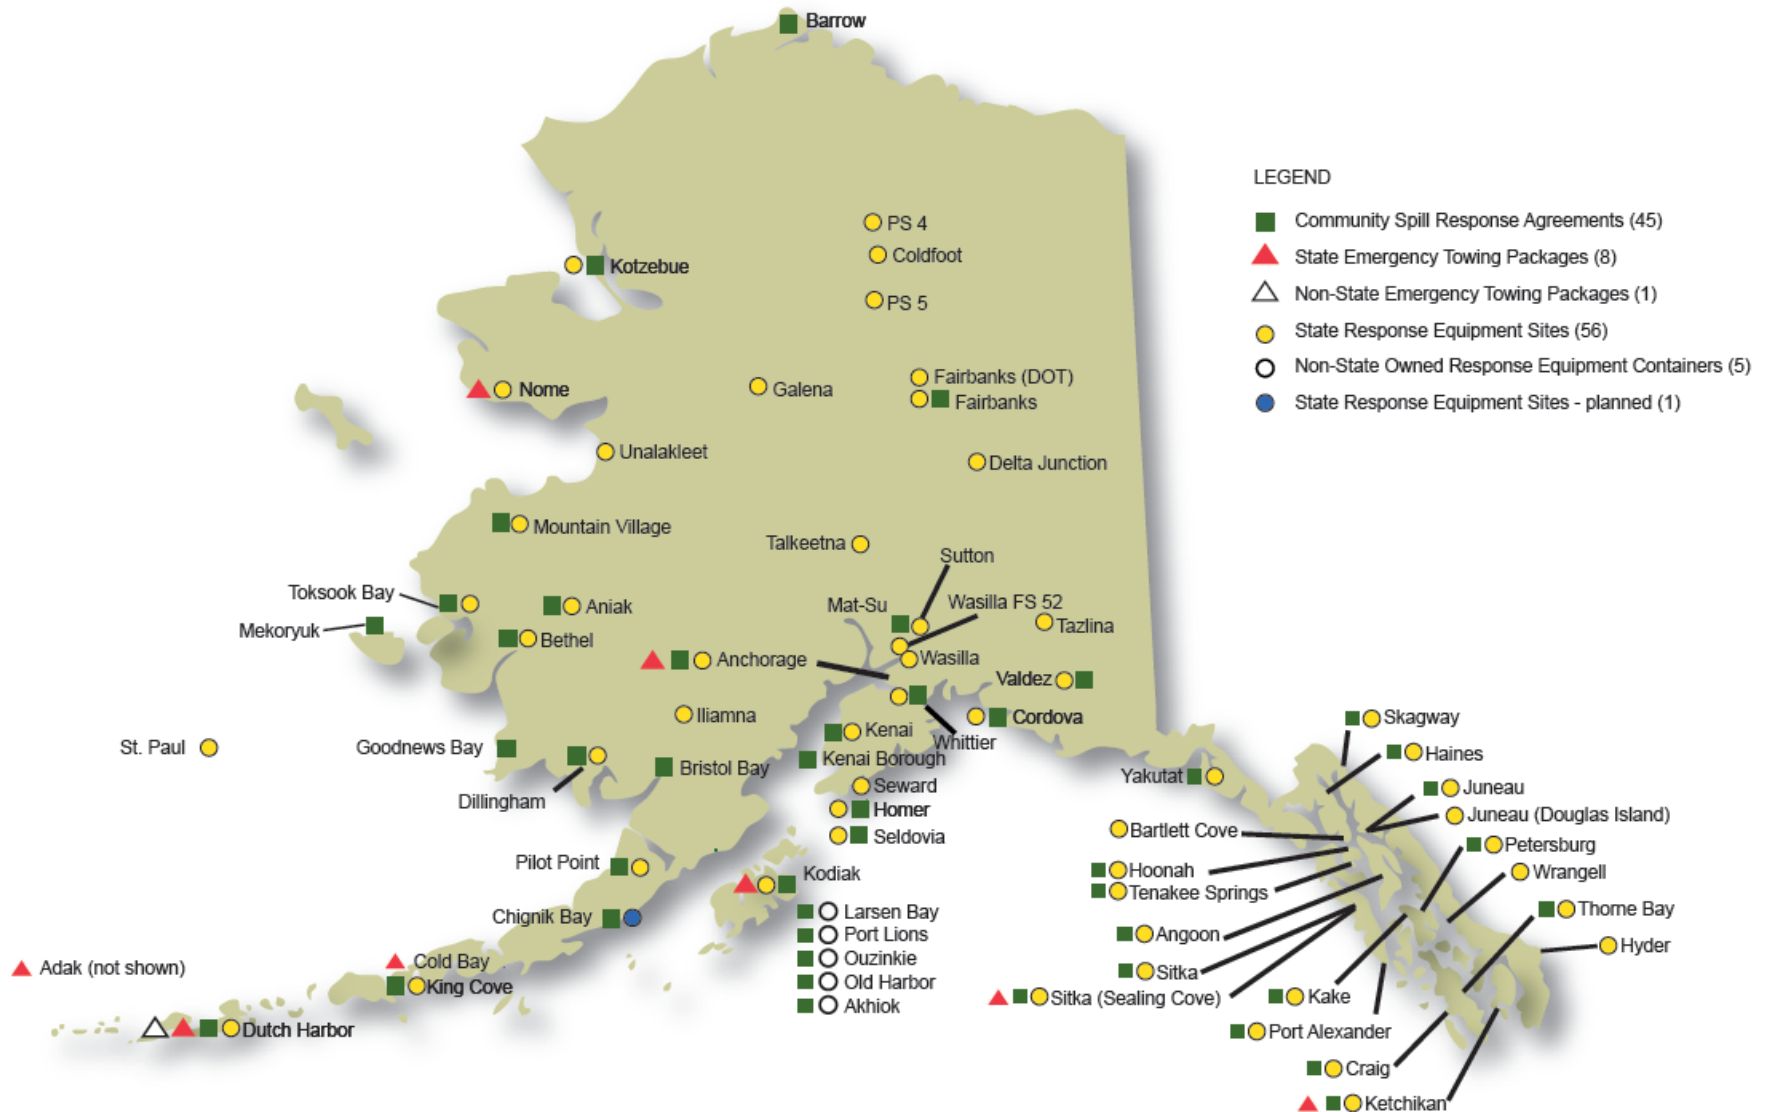 Barrow
LEGEND
Community Spill Response Agreements (45)
State Emergency Towing Packages (8)
Non-State Emergency Towing Packages (1)
State Response Equipment Sites (56)
Non-State Owned Response Equipment Containers (5)
State Response Equipment Sites - planned (1)
PS 4
Coldfoot
Kotzebue
PS 5
Fairbanks (DOT)
Nome
Galena
Fairbanks
Unalakleet
Delta Junction
Mountain Village
Talkeetna
Sutton
Toksook Bay
Aniak
Mat-Su
Wasilla FS 52
Tazlina
Mekoryuk
Bethel
Anchorage
Wasilla
Valdez
Iliamna
Cordova
Kenai
Whittier
St. Paul
Goodnews Bay
Kenai Borough
Bristol Bay
Dillingham
Seward
Homer
Seldovia
Pilot Point
Kodiak
Chignik Bay
Larsen Bay
Port Lions
Ouzinkie
Old Harbor
Akhiok
Cold Bay
Adak (not shown)
King Cove
Dutch Harbor
Skagway
Haines
Yakutat
Juneau
Juneau (Douglas Island)
Bartlett Cove
Petersburg
Hoonah
Wrangell
Tenakee Springs
Thorne Bay
Angoon
Hyder
Sitka
Sitka (Sealing Cove)
Kake
Port Alexander
Craig
Ketchikan